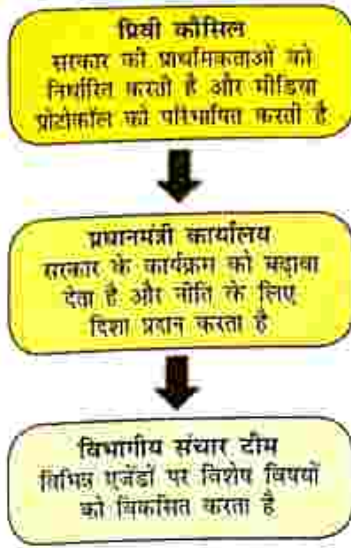 प्रिवी कौंसिल
सरकार की प्राथमिकताओं को
निर्धारित करती है और मीडिया
प्रोटोकॉल को परिभाषित करती है
प्रधानमंत्री कार्यालय
सरकार के कार्यक्रम को बढ़ावा
देता है और नीति के लिए
दिशा प्रदान करता है
विभागीय संचार टीम
विभिन्न एजेंडों पर विशेष विषयों
को विकसित करता है